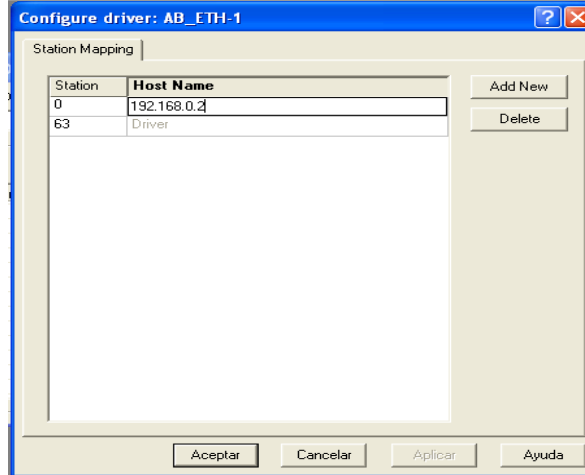 Configure driver: AB_ETH-1
Station Mapping
Station Host Name
0 192.168.0.2
63 Driver
Add New
Delete
Aceptar Cancelar Aplicar Ayuda